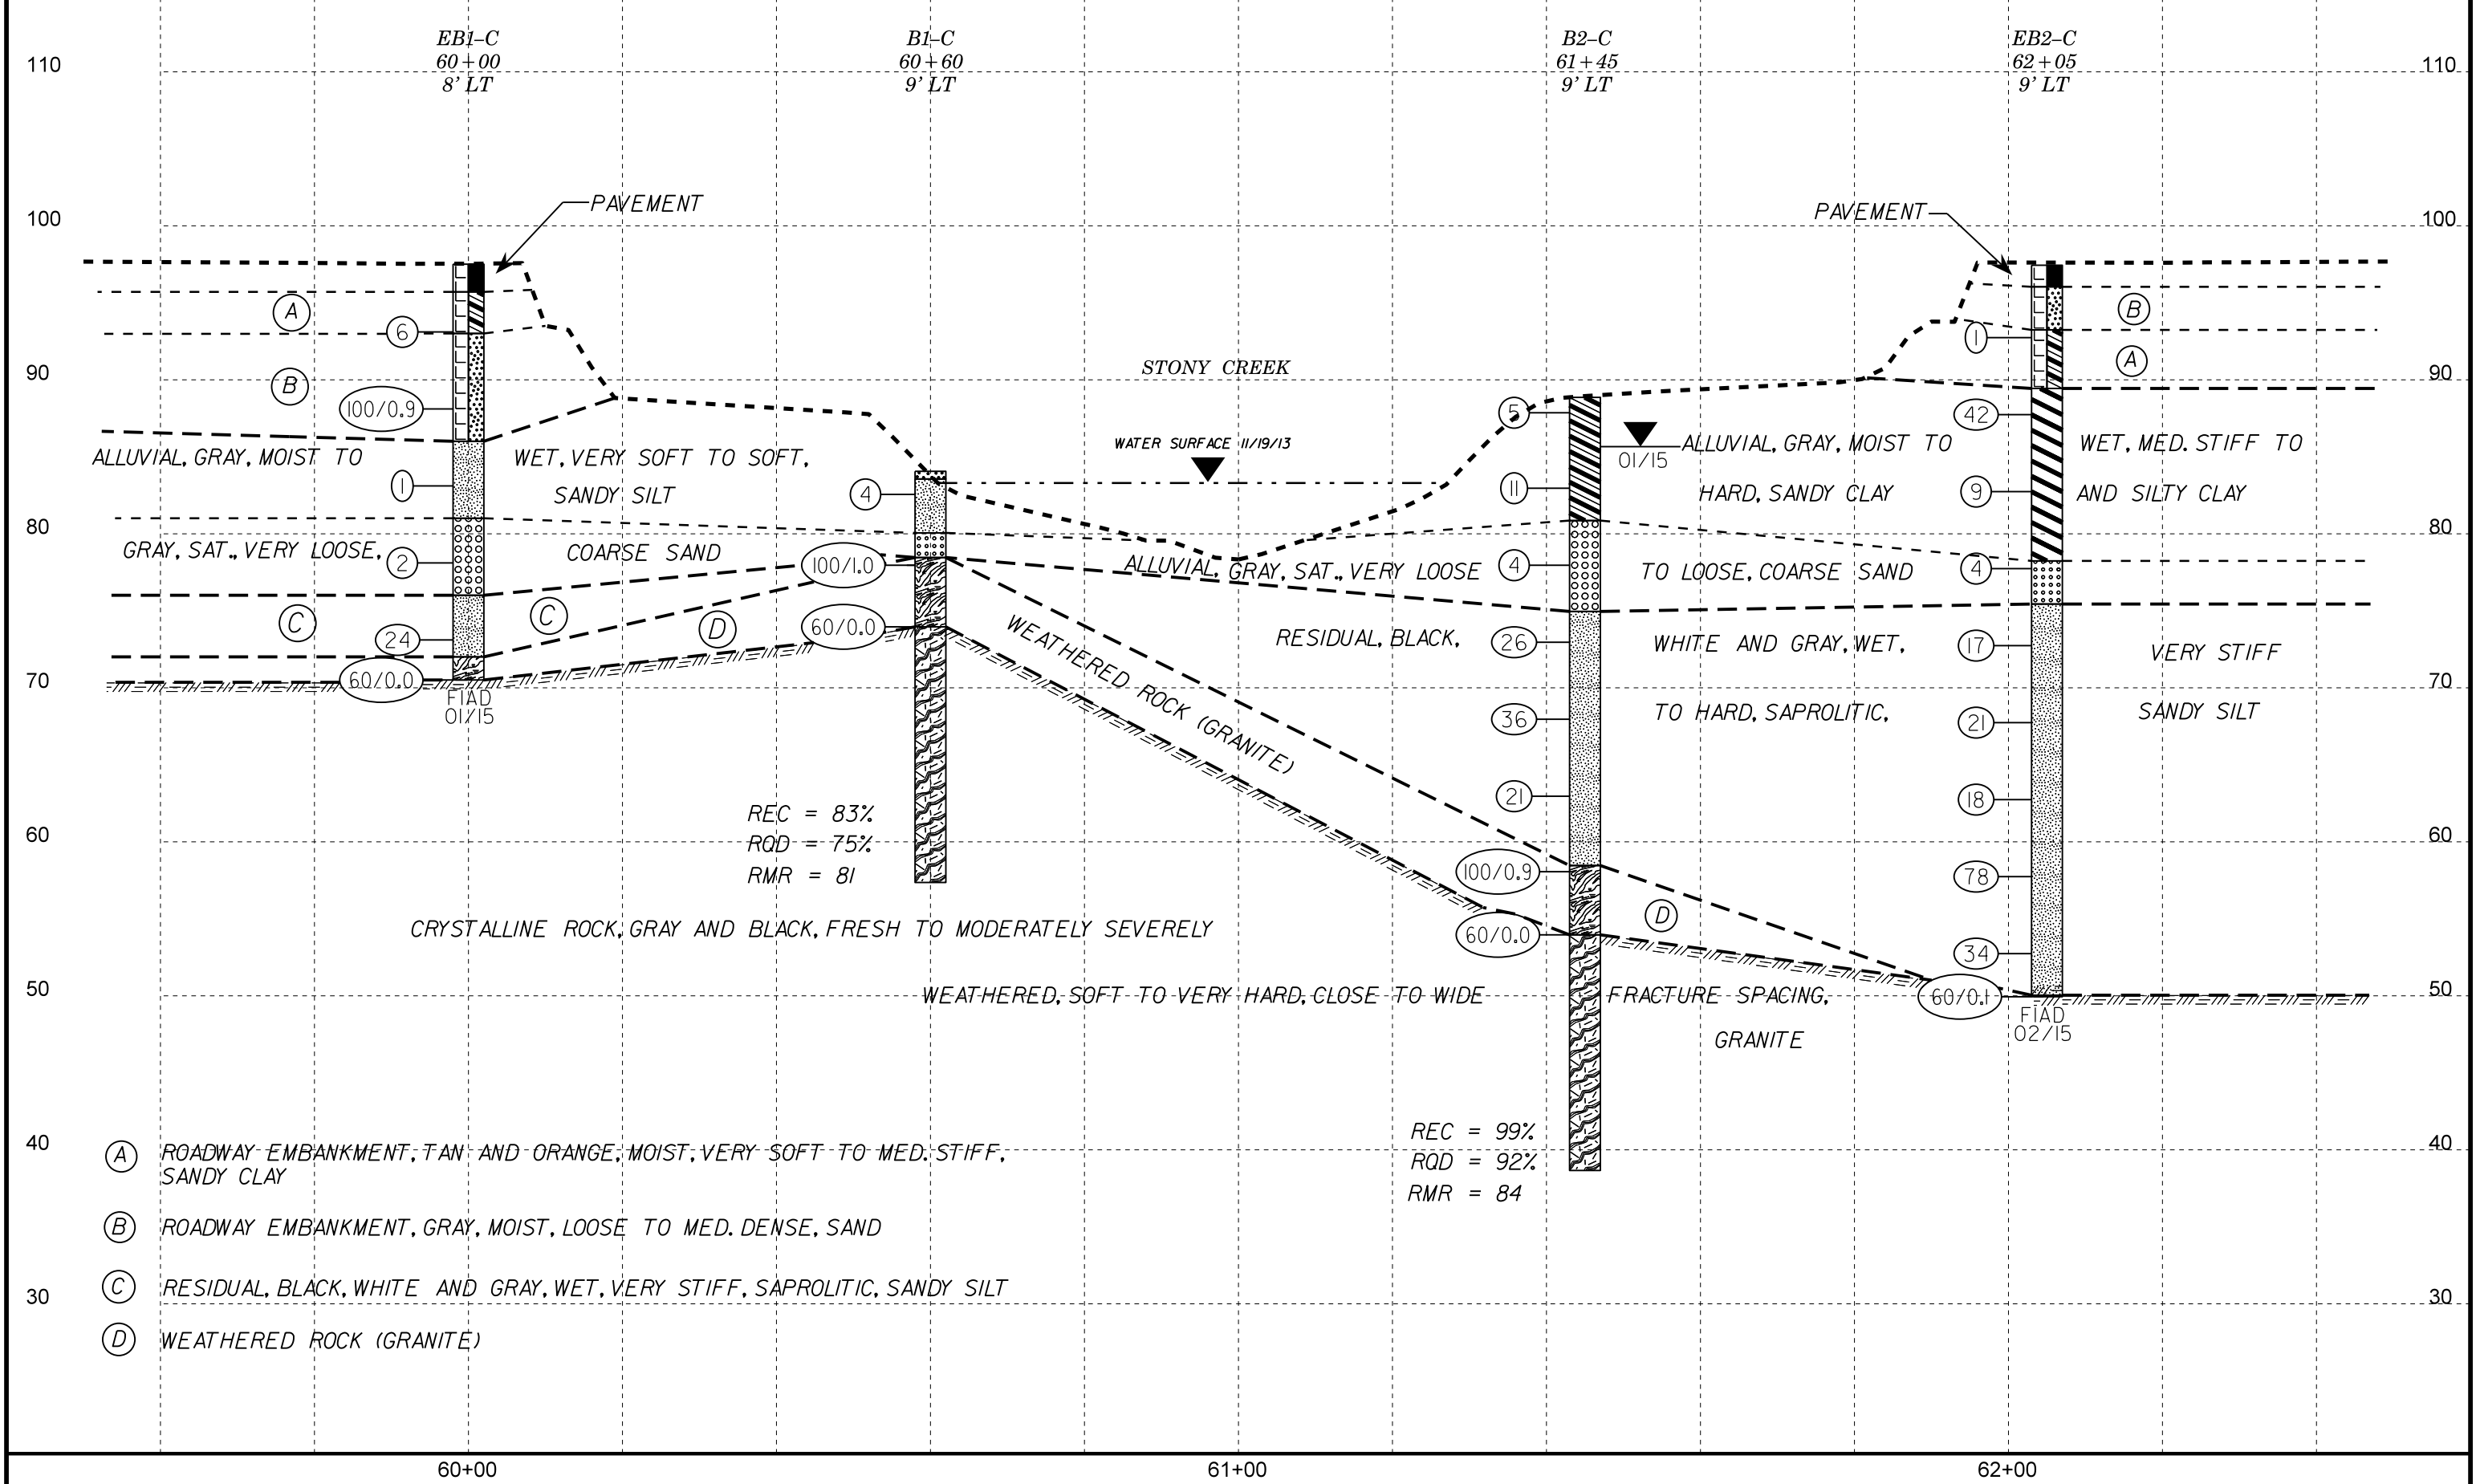 EB1-C
60+00
8' LT
B1-C
60+60
9' LT
B2-C
61+45
9' LT
EB2-C
62+05
9' LT
110
110
PAVEMENT
PAVEMENT
100
100
A
B
6
1
STONY CREEK
A
90
90
B
100/0.9
5
42
WATER SURFACE 11/19/13
ALLUVIAL, GRAY, MOIST TO
WET, VERY SOFT TO SOFT,
01/15
ALLUVIAL, GRAY, MOIST TO
WET, MED. STIFF TO
1
SANDY SILT
4
11
HARD, SANDY CLAY
9
AND SILTY CLAY
80
80
GRAY, SAT., VERY LOOSE,
2
COARSE SAND
100/1.0
ALLUVIAL, GRAY, SAT., VERY LOOSE
4
TO LOOSE, COARSE SAND
4
C
C
D
60/0.0
24
WEATHERED ROCK (GRANITE)
RESIDUAL, BLACK,
26
WHITE AND GRAY, WET,
17
VERY STIFF
70
60/0.0
70
FIAD
01/15
36
TO HARD, SAPROLITIC,
21
SANDY SILT
21
18
REC = 83%
RQD = 75%
RMR = 81
60
60
100/0.9
78
CRYSTALLINE ROCK, GRAY AND BLACK, FRESH TO MODERATELY SEVERELY
60/0.0
D
34
50
WEATHERED, SOFT TO VERY HARD, CLOSE TO WIDE
FRACTURE SPACING,
60/0.1
50
FIAD
02/15
GRANITE
REC = 99%
RQD = 92%
RMR = 84
40
40
A ROADWAY EMBANKMENT, TAN AND ORANGE, MOIST, VERY SOFT TO MED. STIFF,
SANDY CLAY
B ROADWAY EMBANKMENT, GRAY, MOIST, LOOSE TO MED. DENSE, SAND
C RESIDUAL, BLACK, WHITE AND GRAY, WET, VERY STIFF, SAPROLITIC, SANDY SILT
30
30
D WEATHERED ROCK (GRANITE)
60+00
61+00
62+00